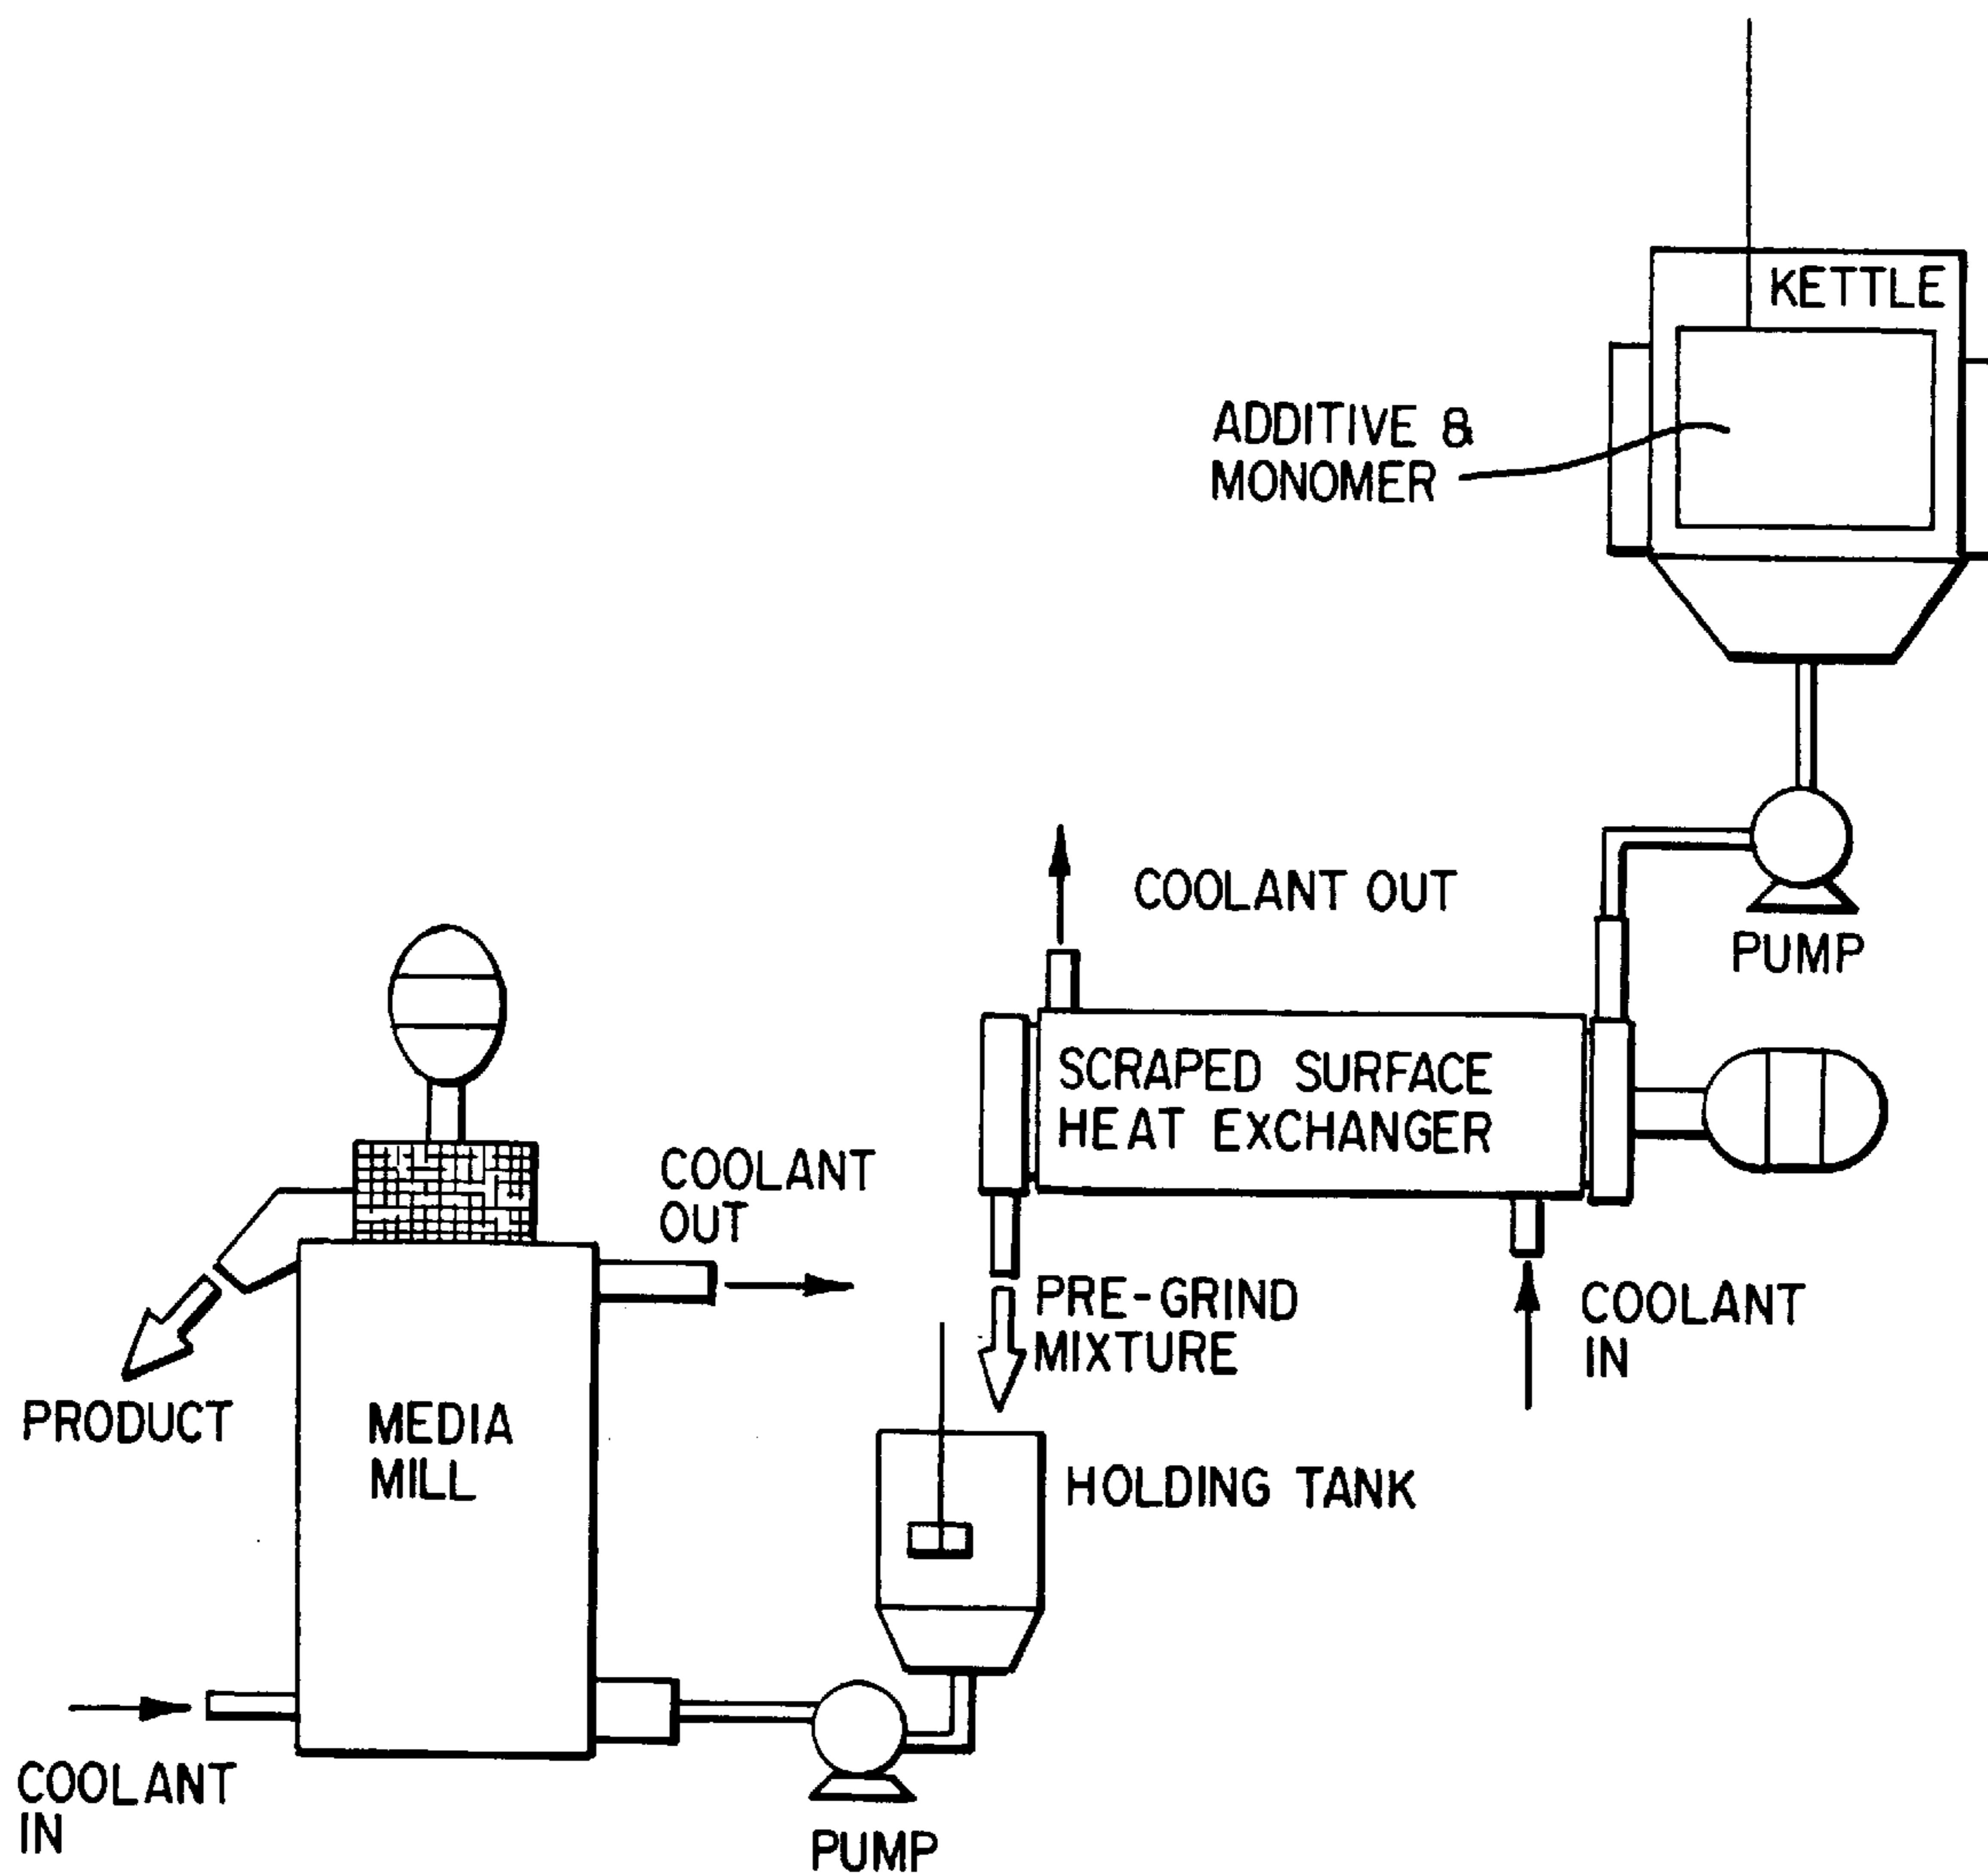 KETTLE
ADDITIVE &
MONOMER
PUMP
COOLANT OUT
SCRAPED SURFACE
HEAT EXCHANGER
COOLANT
OUT
PRE-GRIND
MIXTURE
COOLANT
IN
PRODUCT
MEDIA
MILL
HOLDING TANK
COOLANT
IN
PUMP